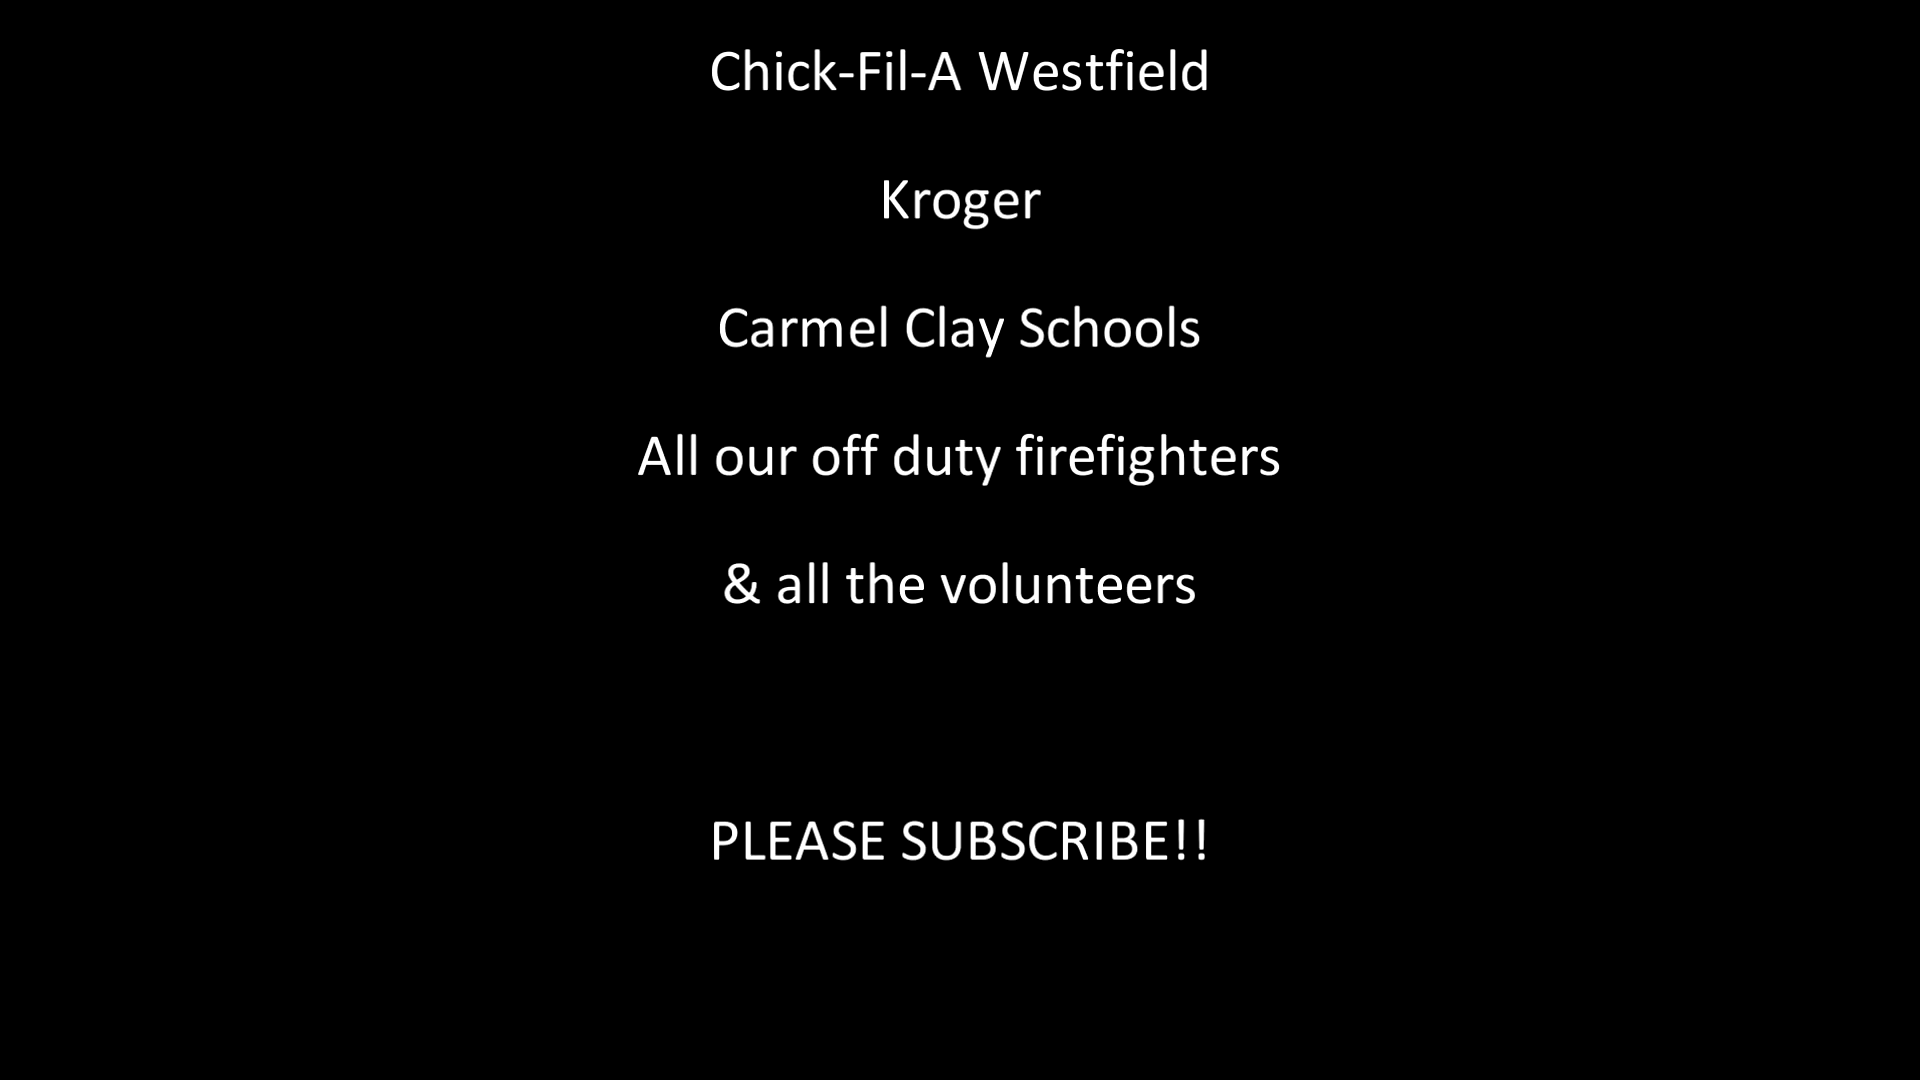 Chick-Fil-A Westfield
Kroger
Carmel Clay Schools
All our off duty firefighters
& all the volunteers
PLEASE SUBSCRIBE!!